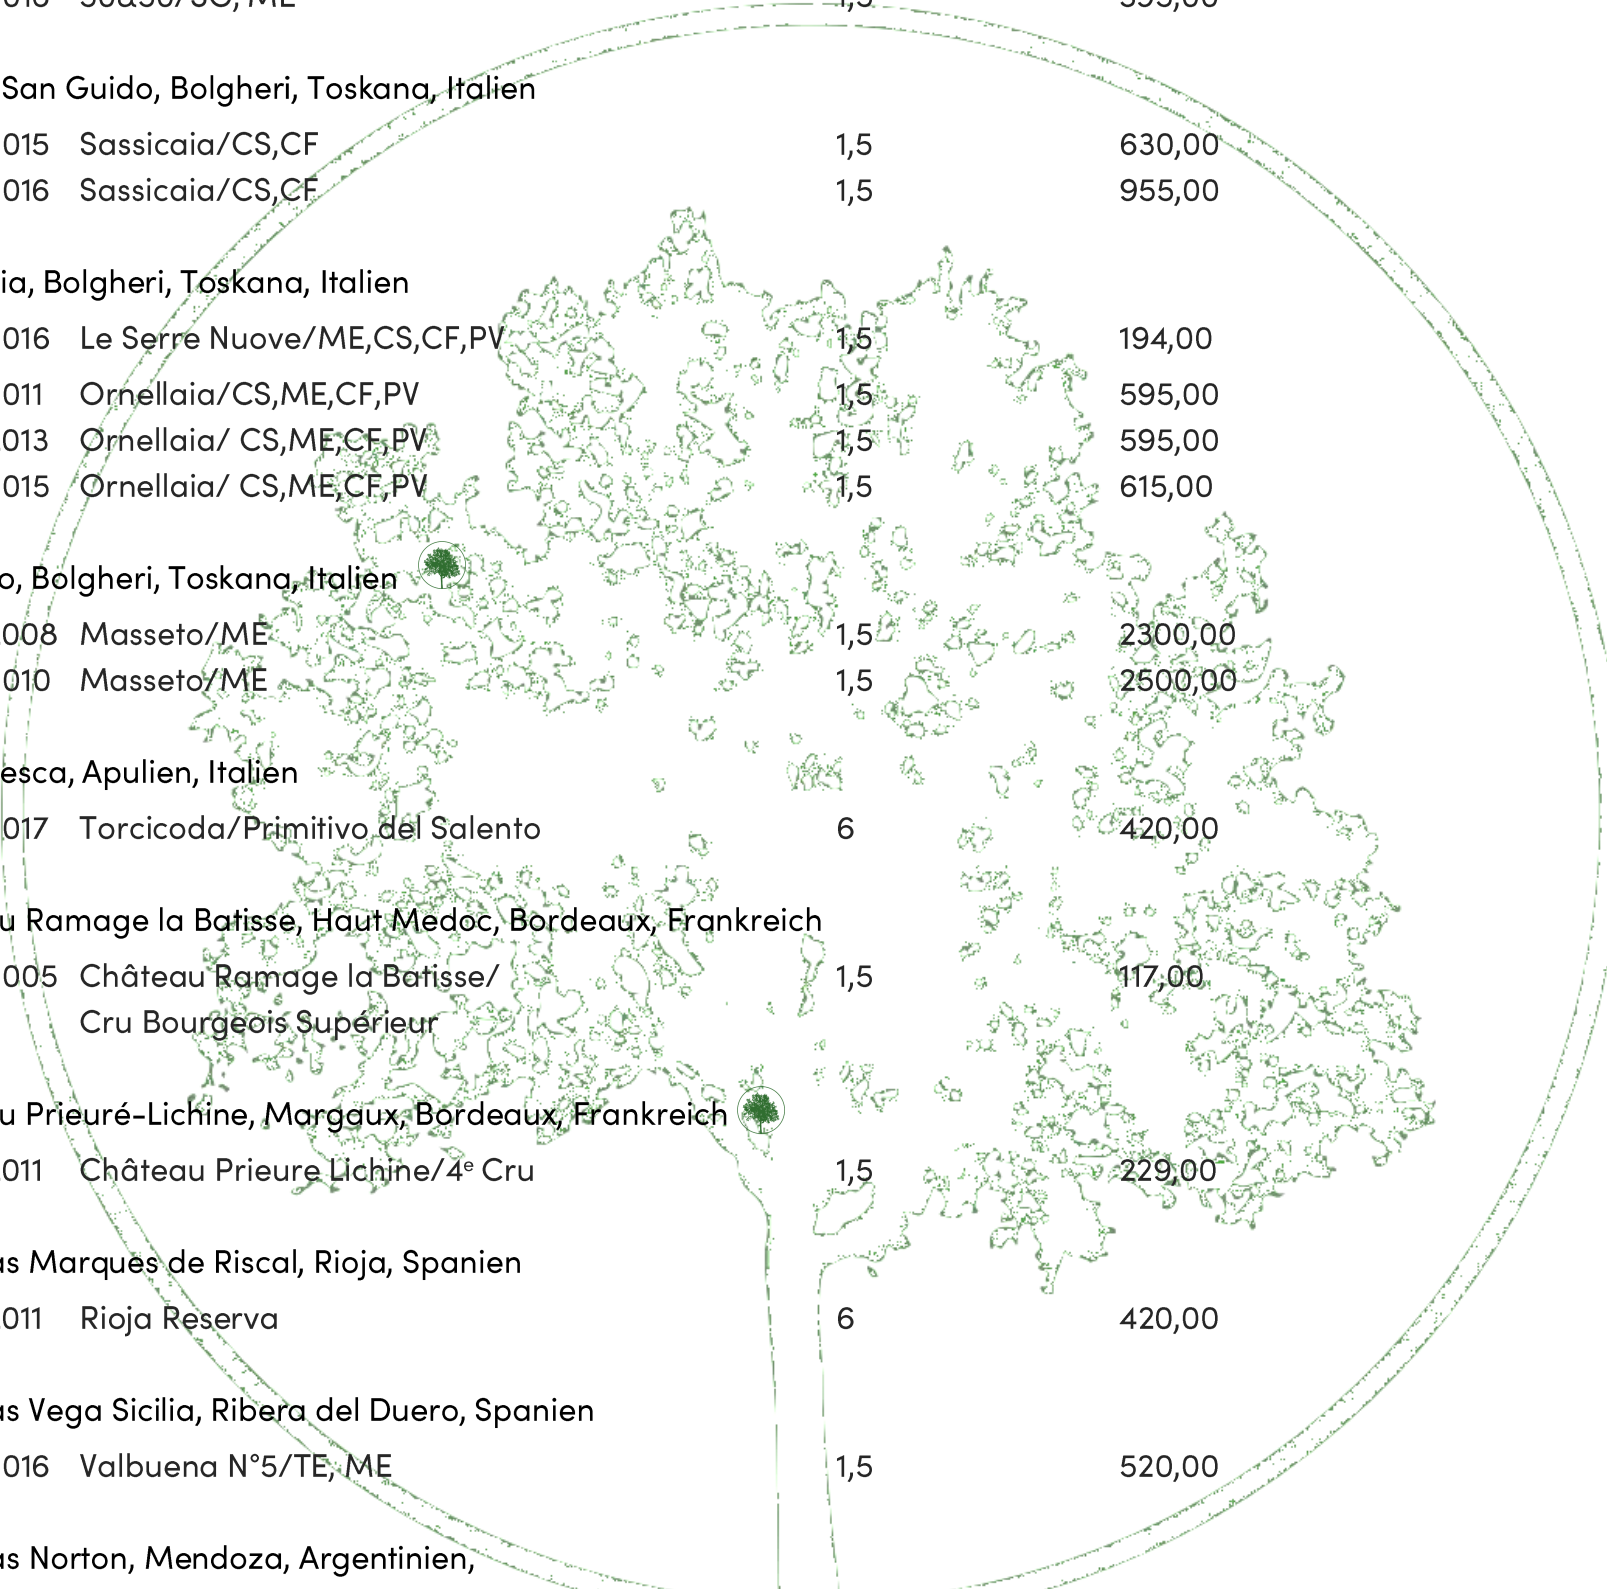 San Guido, Bolgheri, Toskana, Italien
015 Sassicaia/CS,CF 1,5 630,00
016 Sassicaia/CS,CF 1,5 955,00
ia, Bolgheri, Toskana, Italien
016 Le Serre Nuove/ME,CS,CF,PV 1,5 194,00
011 Ornellaia/CS,ME,CF,PV 1,5 595,00
013 Ornellaia/ CS,ME,CF,PV 1,5 595,00
015 Ornellaia/ CS,ME,CF,PV 1,5 615,00
o, Bolgheri, Toskana, Italien
008 Masseto/ME 1,5 2300,00
010 Masseto/ME 1,5 2500,00
esca, Apulien, Italien
017 Torcicoda/Primitivo del Salento 6 420,00
u Ramage la Batisse, Haut Medoc, Bordeaux, Frankreich
005 Château Ramage la Batisse/ 1,5 117,00
Cru Bourgeois Supérieur
u Prieuré-Lichine, Margaux, Bordeaux, Frankreich
011 Château Prieure Lichine/4ᵉ Cru 1,5 229,00
as Marqués de Riscal, Rioja, Spanien
011 Rioja Reserva 6 420,00
as Vega Sicilia, Ribera del Duero, Spanien
016 Valbuena N°5/TE, ME 1,5 520,00
as Norton, Mendoza, Argentinien,